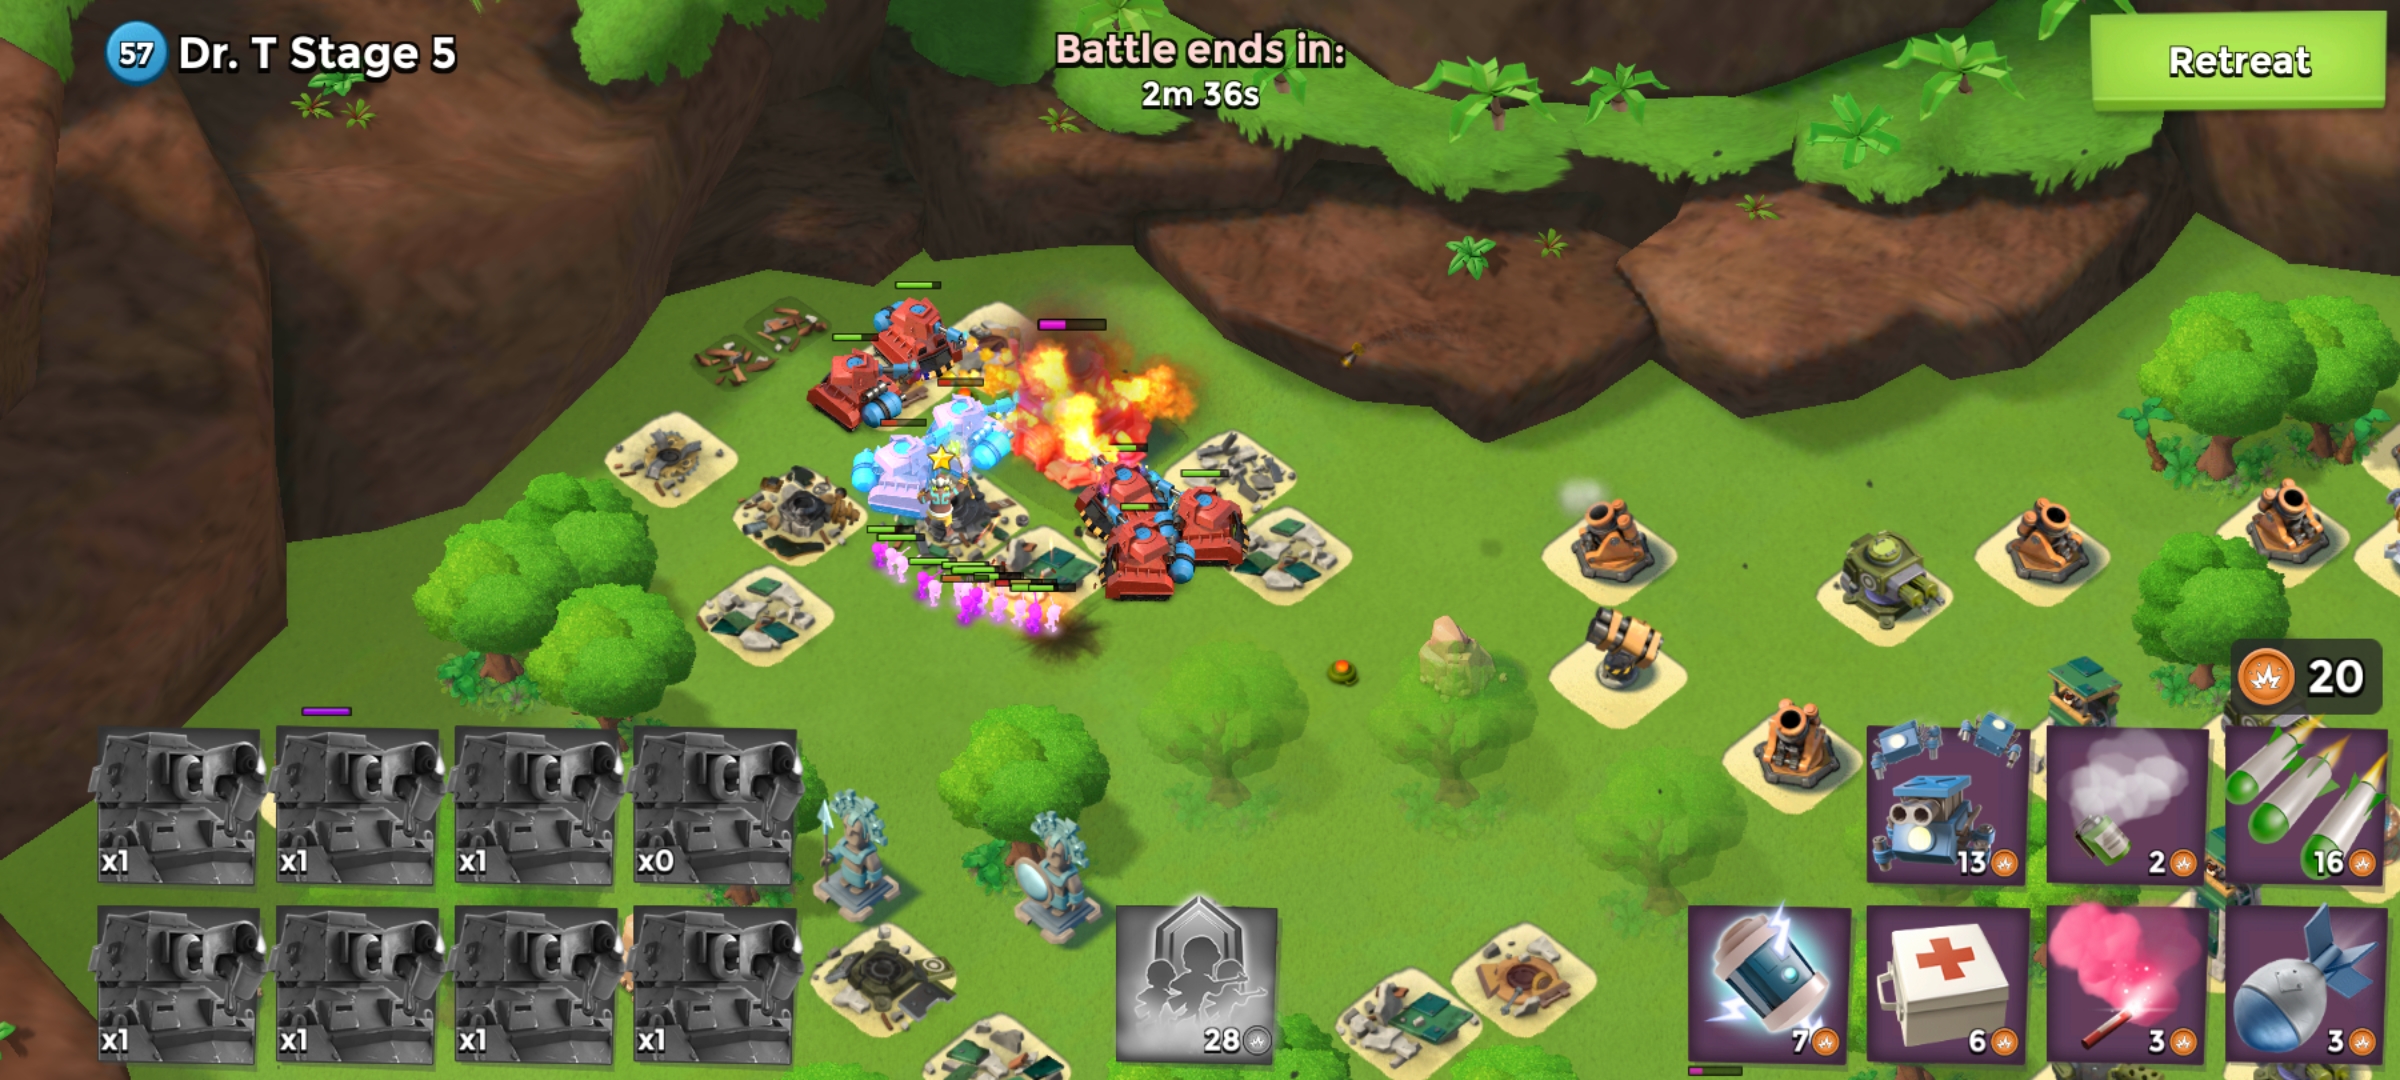 57 Dr. T Stage 5
Battle ends in:
2m 36s
Retreat
20
x1 x1 x1 x0
13 2 16
x1 x1 x1 x1
28 7 6 3 3